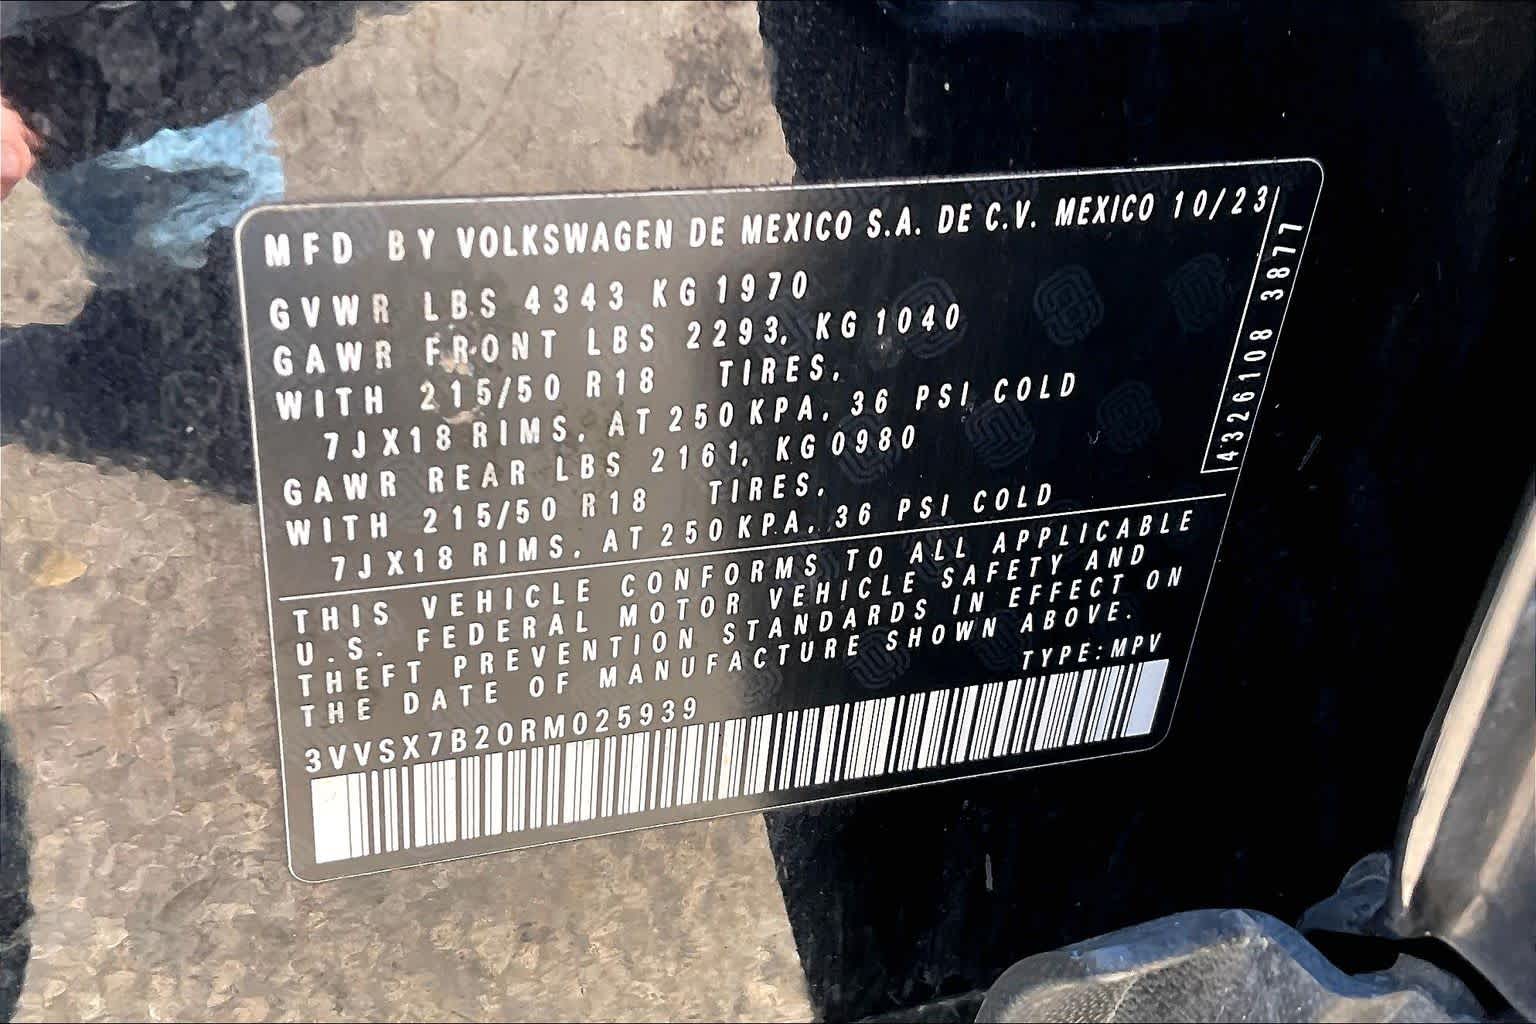 MFD BY VOLKSWAGEN DE MEXICO S.A. DE C.V. MEXICO 10/23
GVWR LBS 4343 KG 1970
GAWR FRONT LBS 2293, KG 1040
WITH 215/50 R18 TIRES,
7JX18 RIMS, AT 250 KPA, 36 PSI COLD
GAWR REAR LBS 2161, KG 0980
WITH 215/50 R18 TIRES,
7JX18 RIMS, AT 250 KPA, 36 PSI COLD
THIS VEHICLE CONFORMS TO ALL APPLICABLE
U.S. FEDERAL MOTOR VEHICLE SAFETY AND
THEFT PREVENTION STANDARDS IN EFFECT ON
THE DATE OF MANUFACTURE SHOWN ABOVE.
TYPE: MPV
3VVSX7B20RM025939
4326108 3877